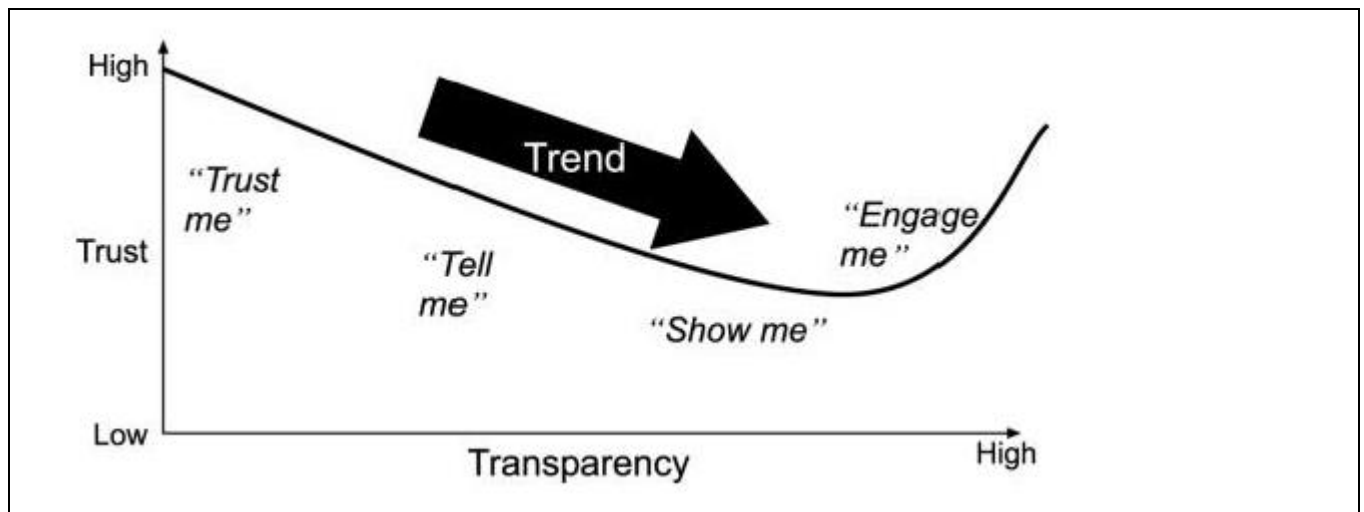 High
Trend
“Trust
me”
“Engage
me”
Trust
“Tell
me”
“Show me”
Low
High
Transparency